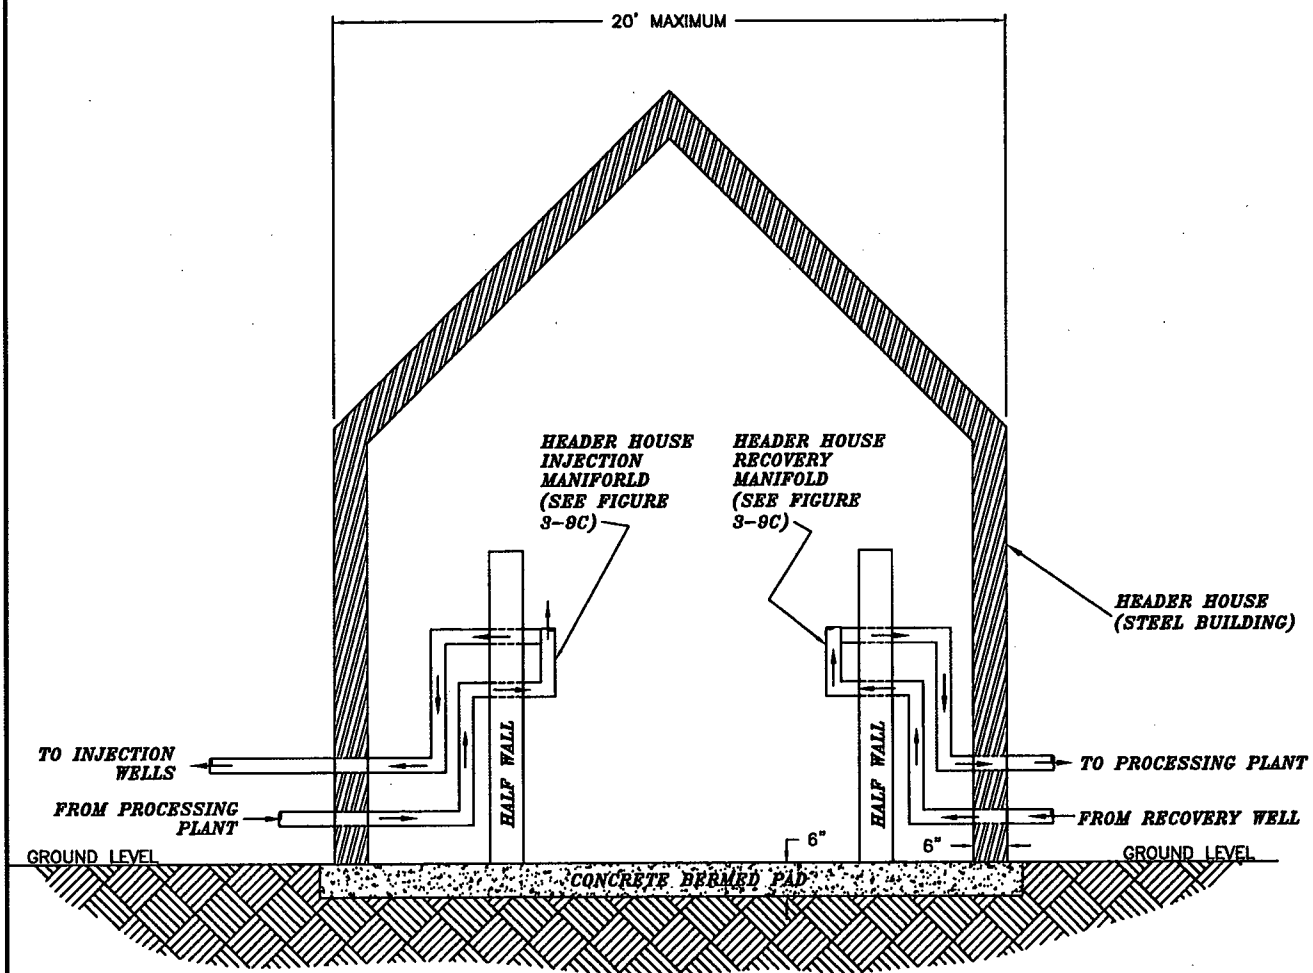 20' MAXIMUM
HEADER HOUSE
INJECTION
MANIFORLD
(SEE FIGURE
3-9C)
HEADER HOUSE
RECOVERY
MANIFOLD
(SEE FIGURE
3-9C)
HEADER HOUSE
(STEEL BUILDING)
TO INJECTION
WELLS
FROM PROCESSING
PLANT
HALF WALL
HALF WALL
TO PROCESSING PLANT
FROM RECOVERY WELL
6"
6"
GROUND LEVEL
GROUND LEVEL
CONCRETE BERMED PAD